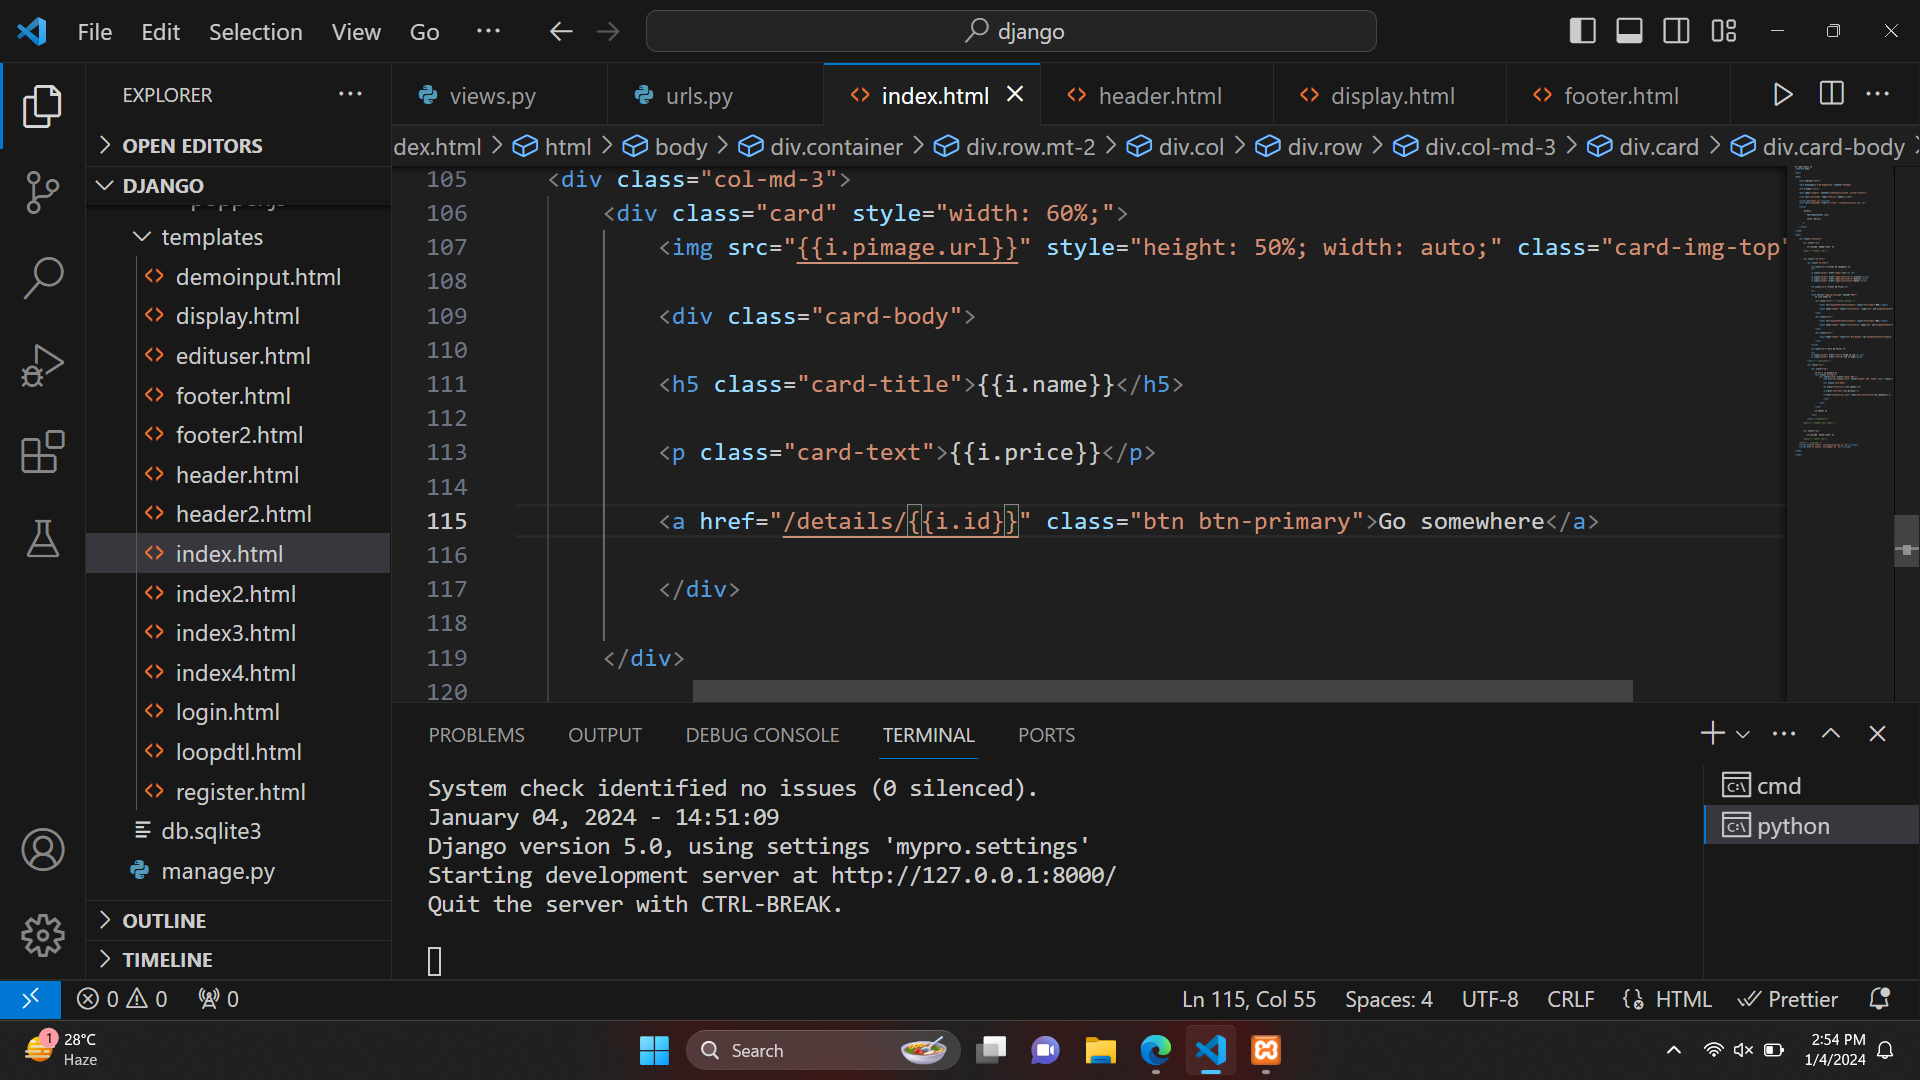 File Edit Selection View Go ··· django
EXPLORER ···
OPEN EDITORS
DJANGO
templates
demoinput.html
display.html
edituser.html
footer.html
footer2.html
header.html
header2.html
index.html
index2.html
index3.html
index4.html
login.html
loopdtl.html
register.html
db.sqlite3
manage.py
OUTLINE
TIMELINE
views.py urls.py index.html header.html display.html footer.html
dex.html > html > body > div.container > div.row.mt-2 > div.col > div.row > div.col-md-3 > div.card > div.card-body >
105 <div class="col-md-3">
106 <div class="card" style="width: 60%;">
107 <img src="{{i.pimage.url}}" style="height: 50%; width: auto;" class="card-img-top"
108
109 <div class="card-body">
110
111 <h5 class="card-title">{{i.name}}</h5>
112
113 <p class="card-text">{{i.price}}</p>
114
115 <a href="/details/{{i.id}}" class="btn btn-primary">Go somewhere</a>
116
117 </div>
118
119 </div>
120
PROBLEMS OUTPUT DEBUG CONSOLE TERMINAL PORTS
System check identified no issues (0 silenced).
January 04, 2024 - 14:51:09
Django version 5.0, using settings 'mypro.settings'
Starting development server at http://127.0.0.1:8000/
Quit the server with CTRL-BREAK.
cmd
python
0 0 0 Ln 115, Col 55 Spaces: 4 UTF-8 CRLF HTML Prettier
1 28°C
Haze
Search
2:54 PM
1/4/2024